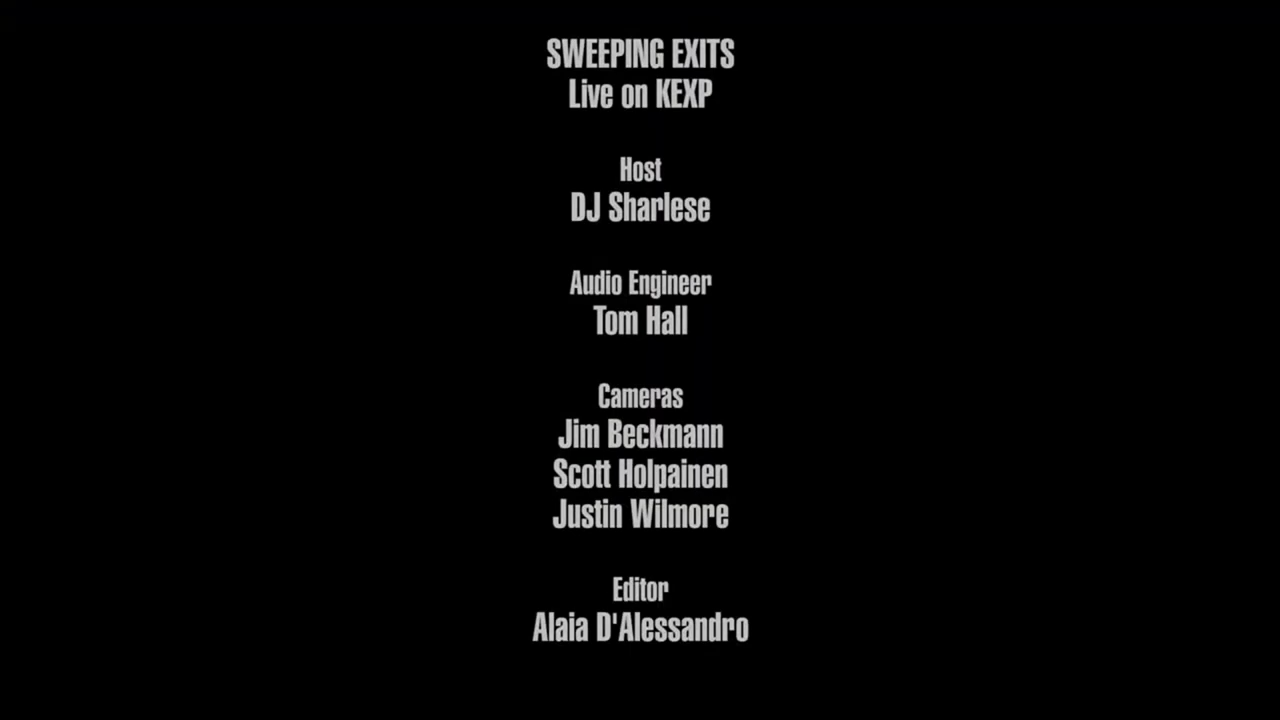 SWEEPING EXITS
Live on KEXP
Host
DJ Sharlese
Audio Engineer
Tom Hall
Cameras
Jim Beckmann
Scott Holpainen
Justin Wilmore
Editor
Alaia D'Alessandro